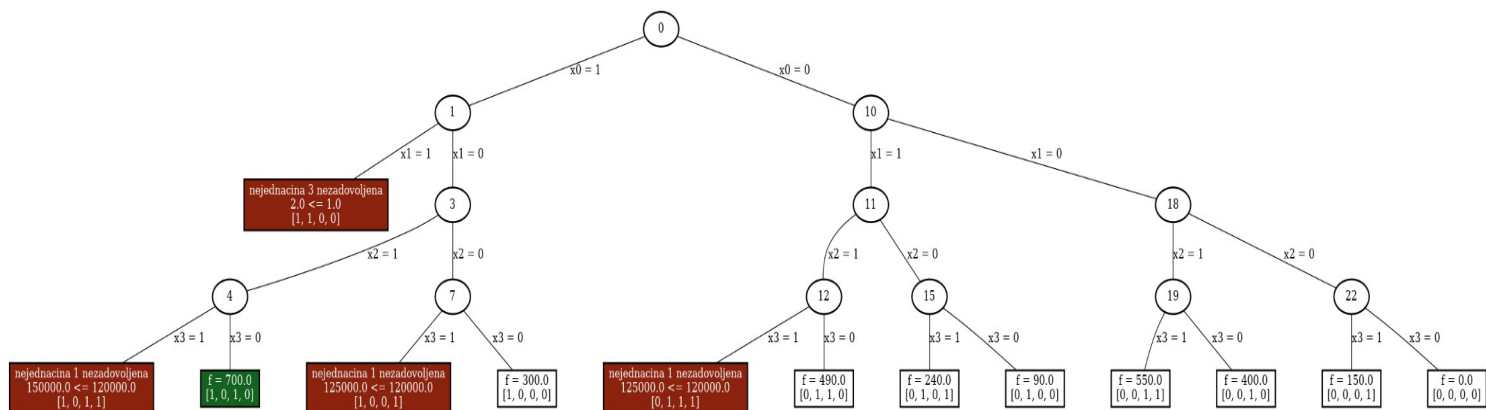 0
x0 = 1
x0 = 0
1
10
x1 = 1
x1 = 0
x1 = 1
x1 = 0
nejednacina 3 nezadovoljena
2.0 <= 1.0
[1, 1, 0, 0]
3
11
18
x2 = 1
x2 = 0
x2 = 1
x2 = 0
x2 = 1
x2 = 0
4
7
12
15
19
22
x3 = 1
x3 = 0
x3 = 1
x3 = 0
x3 = 1
x3 = 0
x3 = 1
x3 = 0
x3 = 1
x3 = 0
x3 = 1
x3 = 0
nejednacina 1 nezadovoljena
150000.0 <= 120000.0
[1, 0, 1, 1]
f = 700.0
[1, 0, 1, 0]
nejednacina 1 nezadovoljena
125000.0 <= 120000.0
[1, 0, 0, 1]
f = 300.0
[1, 0, 0, 0]
nejednacina 1 nezadovoljena
125000.0 <= 120000.0
[0, 1, 1, 1]
f = 490.0
[0, 1, 1, 0]
f = 240.0
[0, 1, 0, 1]
f = 90.0
[0, 1, 0, 0]
f = 550.0
[0, 0, 1, 1]
f = 400.0
[0, 0, 1, 0]
f = 150.0
[0, 0, 0, 1]
f = 0.0
[0, 0, 0, 0]